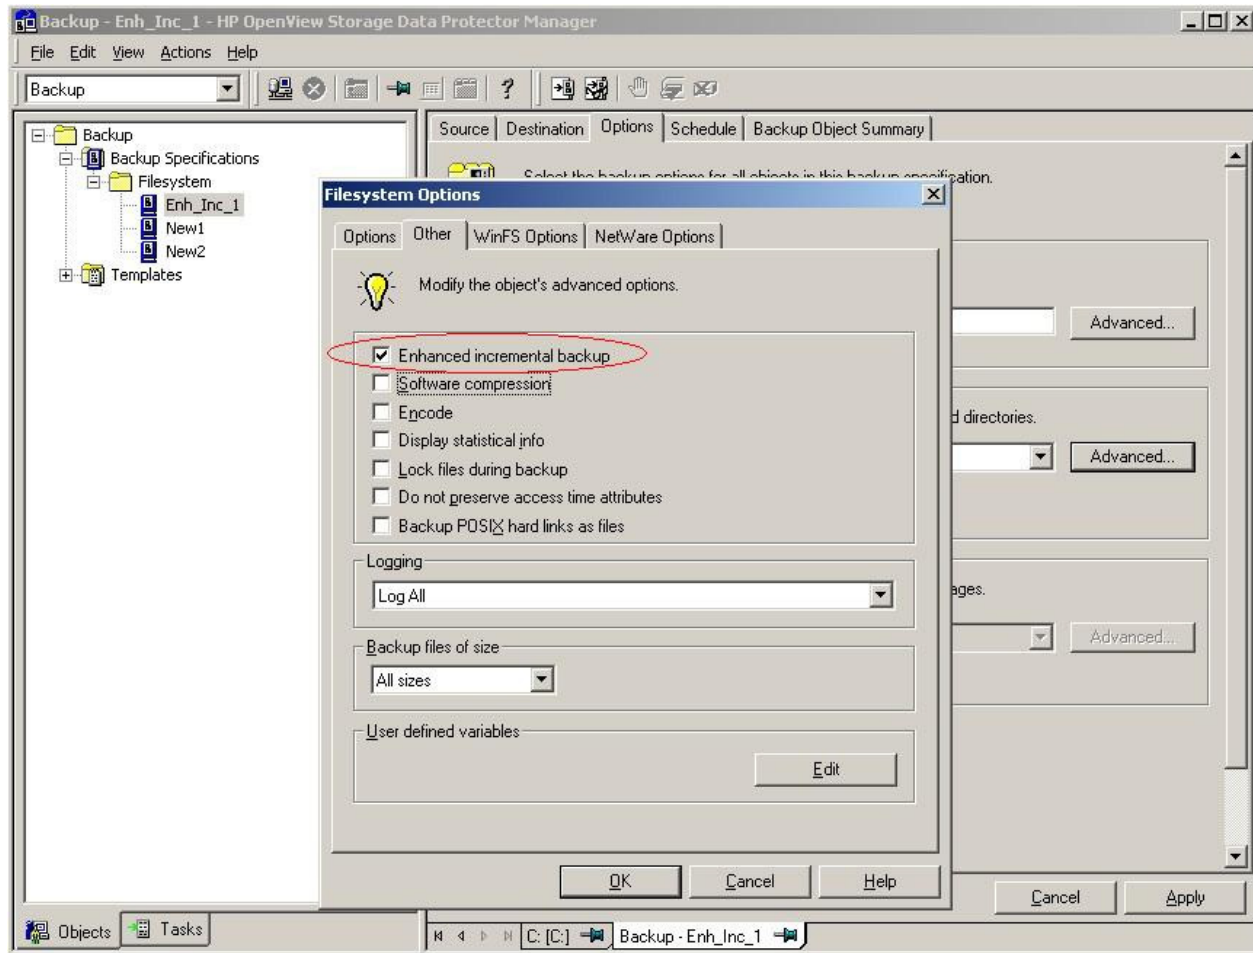 Backup - Enh_Inc_1 - HP OpenView Storage Data Protector Manager
File Edit View Actions Help
Backup
Backup
Backup Specifications
Filesystem
Enh_Inc_1
New1
New2
Templates
Source Destination Options Schedule Backup Object Summary
Select the backup options for all objects in this backup specification.
Filesystem Options
Options Other WinFS Options NetWare Options
Modify the object's advanced options.
Enhanced incremental backup
Software compression
Encode
Display statistical info
Lock files during backup
Do not preserve access time attributes
Backup POSIX hard links as files
Logging
Log All
Backup files of size
All sizes
User defined variables
Edit
OK Cancel Help
Advanced...
d directories.
Advanced...
ages.
Advanced...
Cancel Apply
Objects Tasks
C: [C:] Backup - Enh_Inc_1